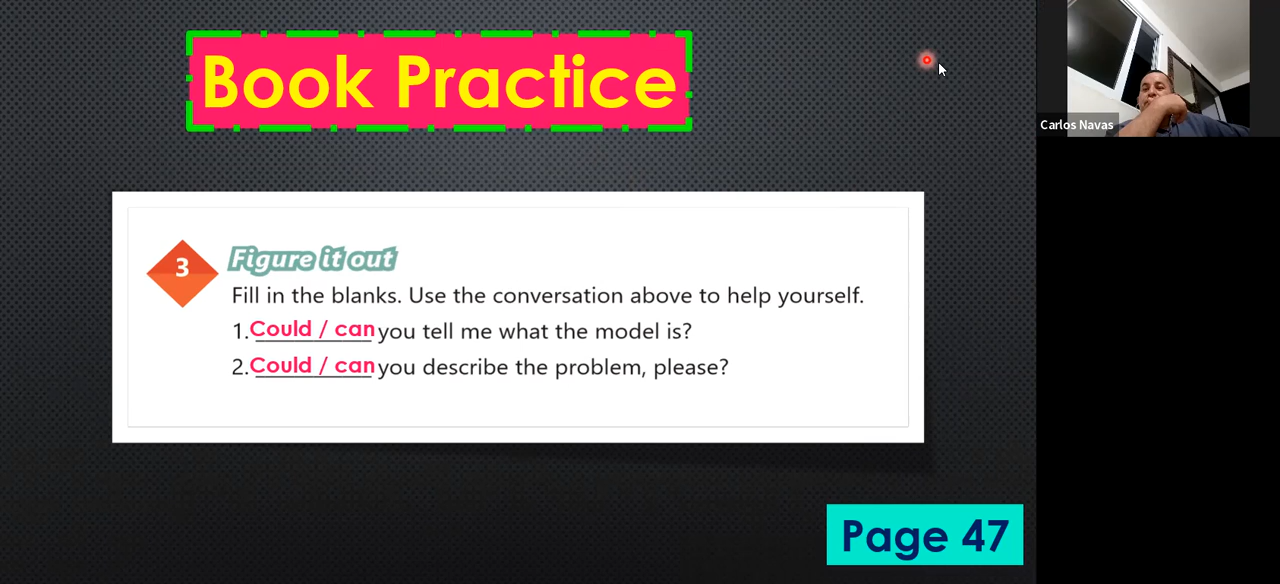 Book Practice
Carlos Navas
3
Figure it out
Fill in the blanks. Use the conversation above to help yourself.
1. Could / can you tell me what the model is?
2. Could / can you describe the problem, please?
Page 47